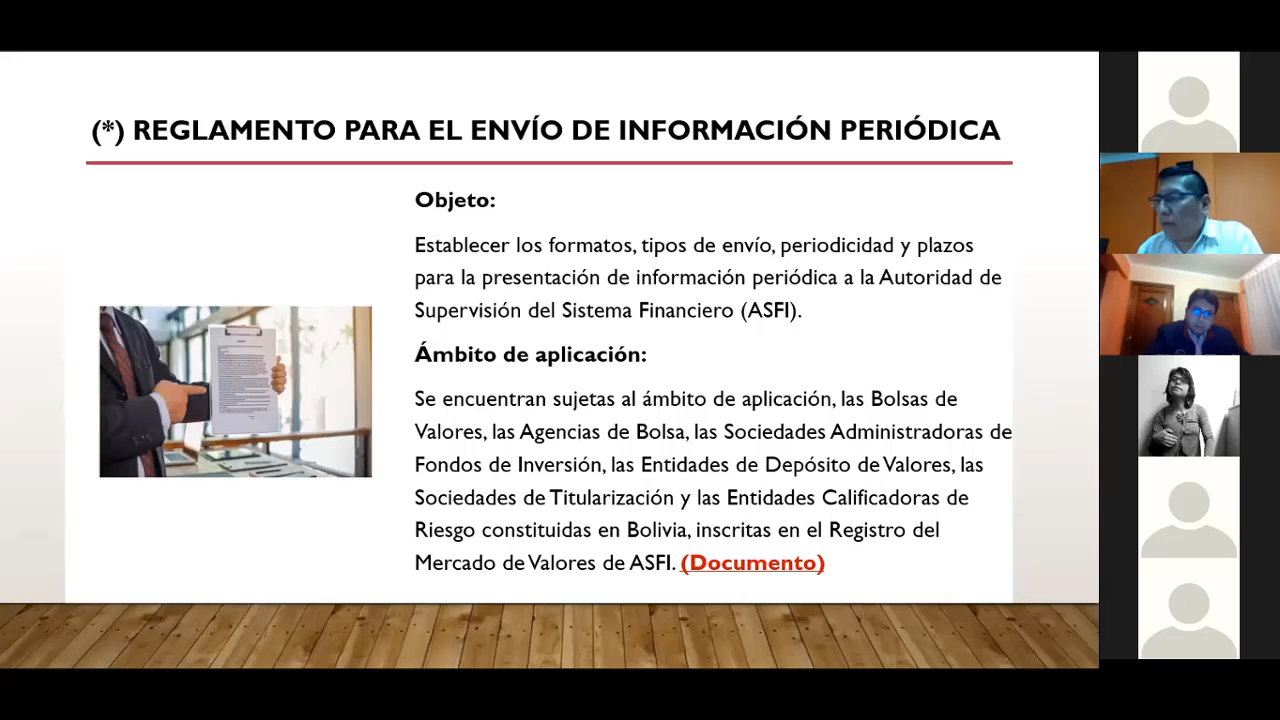 (*) REGLAMENTO PARA EL ENVÍO DE INFORMACIÓN PERIÓDICA
Objeto:
Establecer los formatos, tipos de envío, periodicidad y plazos
para la presentación de información periódica a la Autoridad de
Supervisión del Sistema Financiero (ASFI).
Ámbito de aplicación:
Se encuentran sujetas al ámbito de aplicación, las Bolsas de
Valores, las Agencias de Bolsa, las Sociedades Administradoras de
Fondos de Inversión, las Entidades de Depósito de Valores, las
Sociedades de Titularización y las Entidades Calificadoras de
Riesgo constituidas en Bolivia, inscritas en el Registro del
Mercado de Valores de ASFI. (Documento)